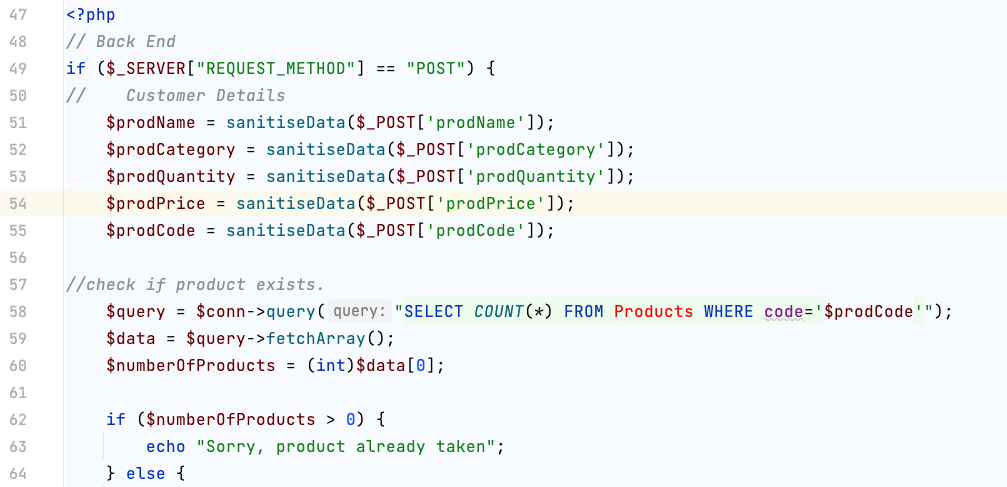 47 <?php
48 // Back End
49 if ($_SERVER["REQUEST_METHOD"] == "POST") {
50 //    Customer Details
51     $prodName = sanitiseData($_POST['prodName']);
52     $prodCategory = sanitiseData($_POST['prodCategory']);
53     $prodQuantity = sanitiseData($_POST['prodQuantity']);
54     $prodPrice = sanitiseData($_POST['prodPrice']);
55     $prodCode = sanitiseData($_POST['prodCode']);
56
57 //check if product exists.
58     $query = $conn->query( query: "SELECT COUNT(*) FROM Products WHERE code='$prodCode'");
59     $data = $query->fetchArray();
60     $numberOfProducts = (int)$data[0];
61
62     if ($numberOfProducts > 0) {
63         echo "Sorry, product already taken";
64     } else {